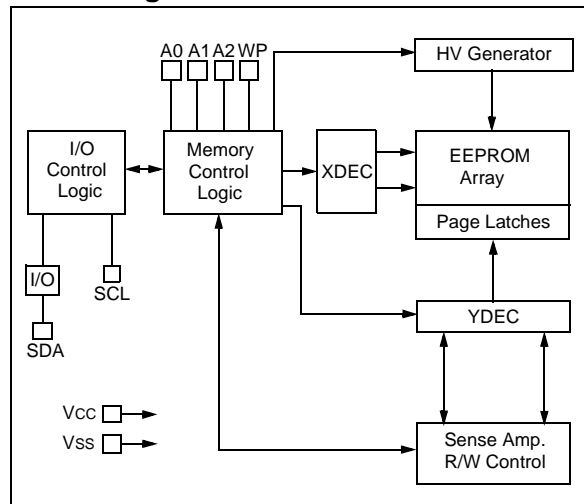 A0 A1 A2 WP
HV Generator
I/O
Control
Logic
Memory
Control
Logic
XDEC
EEPROM
Array
Page Latches
I/O
SCL
SDA
YDEC
VCC
VSS
Sense Amp.
R/W Control